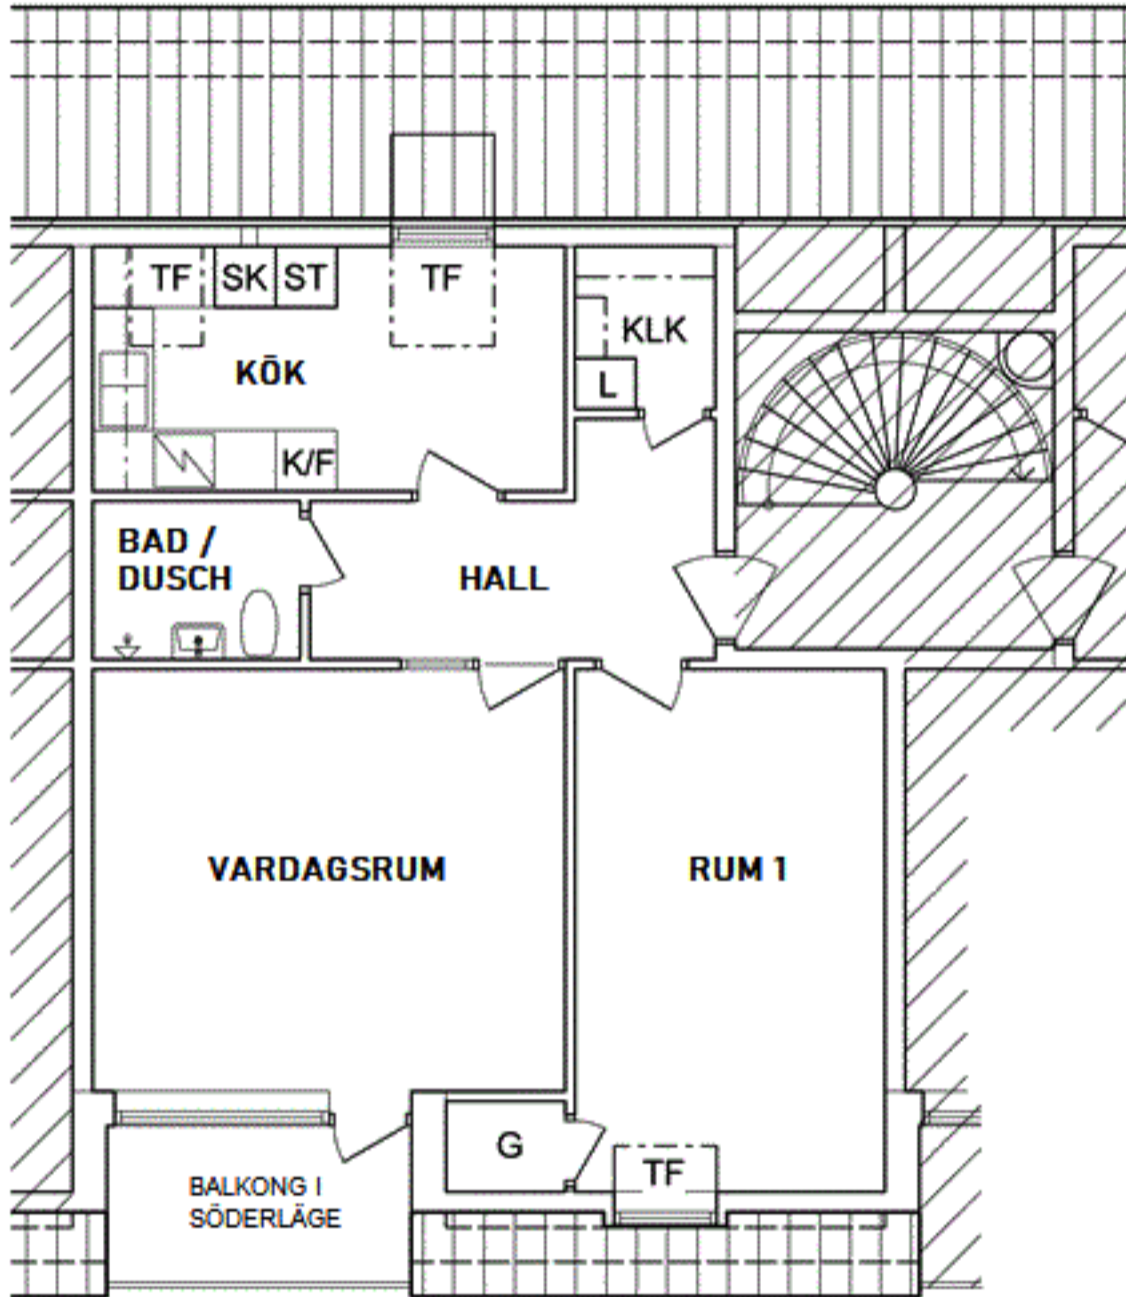 TF SK ST TF
KLK
KÖK
L
K/F
BAD /
DUSCH
HALL
VARDAGSRUM
RUM 1
G
TF
BALKONG I
SÖDERLÄGE